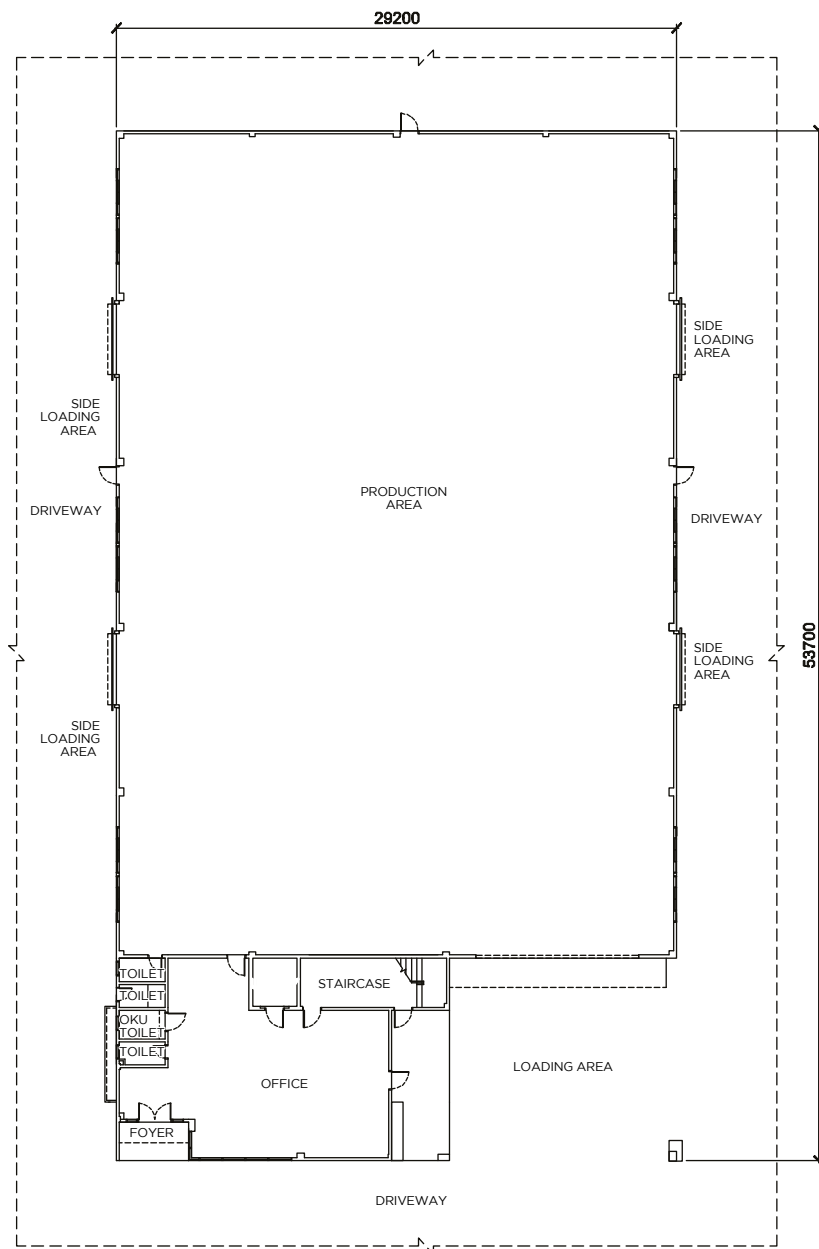 29200
SIDE
LOADING
AREA
SIDE
LOADING
AREA
PRODUCTION
AREA
DRIVEWAY
DRIVEWAY
53700
SIDE
LOADING
AREA
SIDE
LOADING
AREA
TOILET
STAIRCASE
TOILET
OKU
TOILET
TOILET
LOADING AREA
OFFICE
FOYER
DRIVEWAY